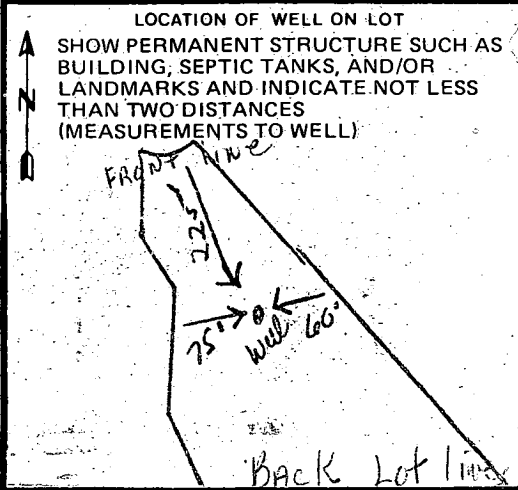 LOCATION OF WELL ON LOT
SHOW PERMANENT STRUCTURE SUCH AS
BUILDING, SEPTIC TANKS, AND/OR
LANDMARKS AND INDICATE NOT LESS
THAN TWO DISTANCES
(MEASUREMENTS TO WELL)
N
FRONT line
225'
75' Well 60'
BACK Lot line